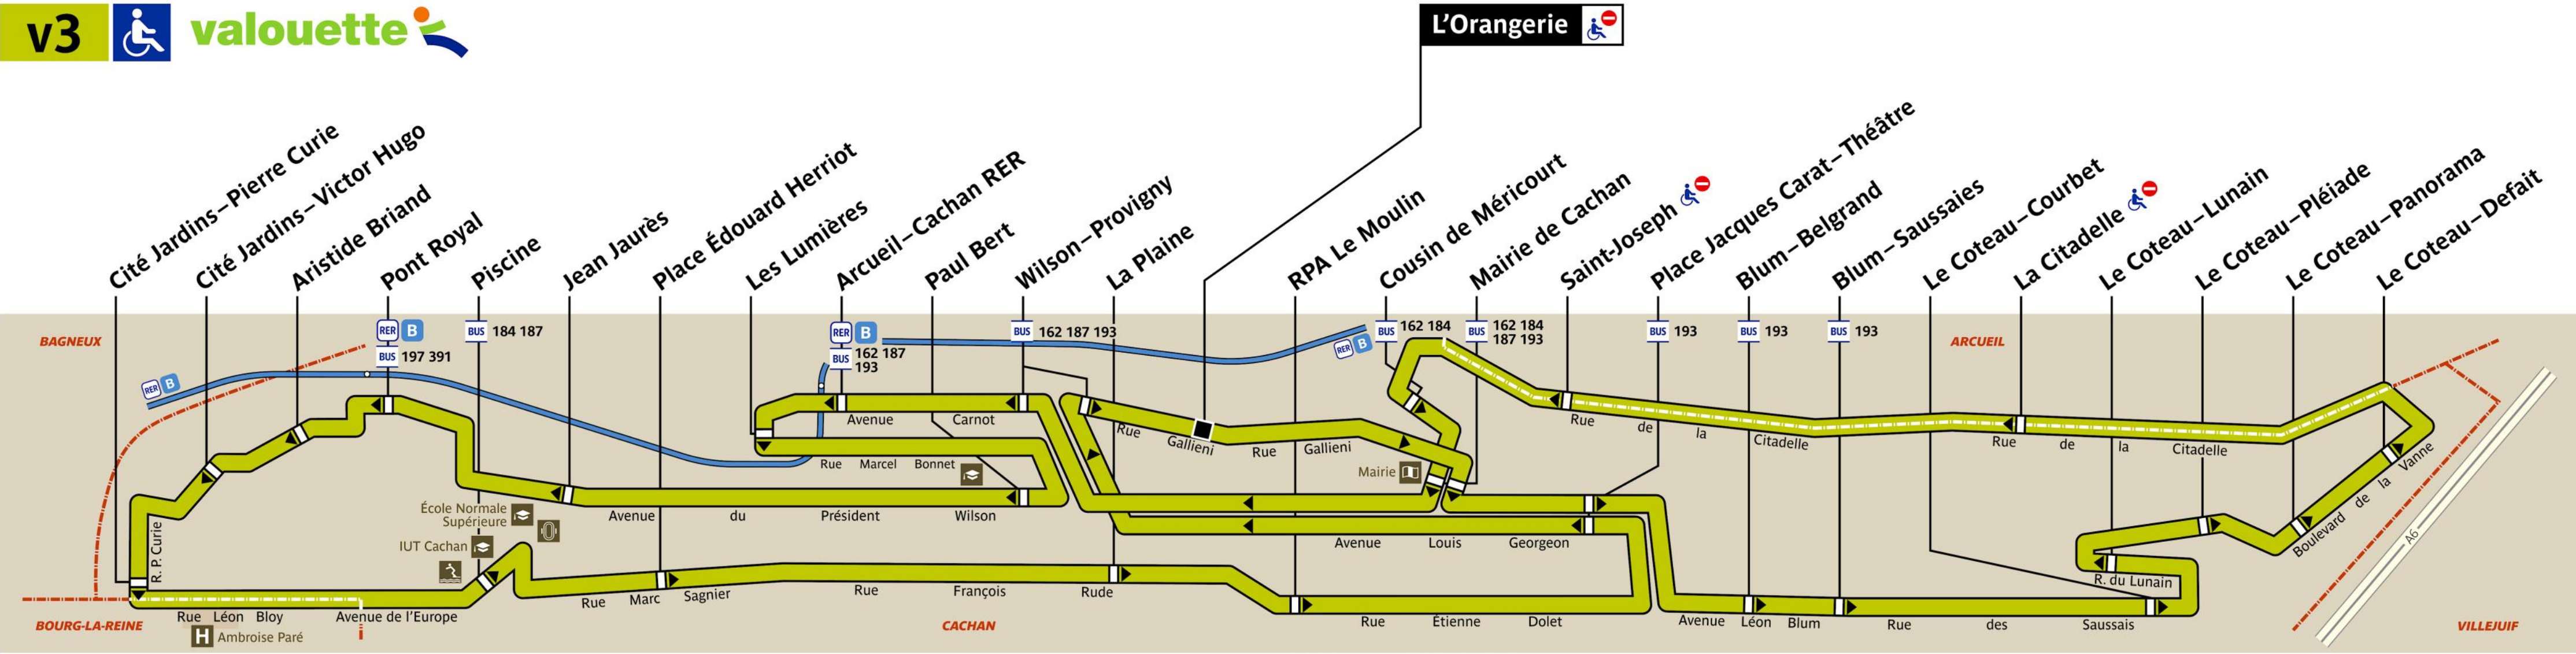 v3
valouette
L'Orangerie
Cité Jardins–Pierre Curie
Cité Jardins–Victor Hugo
Aristide Briand
Pont Royal
Piscine
Jean Jaurès
Place Édouard Herriot
Les Lumières
Arcueil–Cachan RER
Paul Bert
Wilson–Provigny
La Plaine
RPA Le Moulin
Cousin de Méricourt
Mairie de Cachan
Saint-Joseph
Place Jacques Carat–Théâtre
Blum–Belgrand
Blum–Saussaies
Le Coteau–Courbet
La Citadelle
Le Coteau–Lunain
Le Coteau–Pléiade
Le Coteau–Panorama
Le Coteau–Defait
BAGNEUX
RER B
BUS 197 391
BUS 184 187
RER B
BUS 162 187
193
BUS 162 187 193
RER B
BUS 162 184
BUS 162 184
187 193
BUS 193
BUS 193
BUS 193
ARCUEIL
RER B
Avenue Carnot
Rue Marcel Bonnet
Rue Gallieni
Rue Gallieni
Mairie
Rue de la Citadelle
Rue de la Citadelle
Boulevard de la Vanne
A6
École Normale
Supérieure
IUT Cachan
Avenue du Président Wilson
Avenue Louis Georgeon
R. P. Curie
R. du Lunain
Rue Léon Bloy
Avenue de l'Europe
Rue Marc Sagnier
Rue François Rude
Rue Étienne Dolet
Avenue Léon Blum
Rue des Saussais
BOURG-LA-REINE
H Ambroise Paré
CACHAN
VILLEJUIF